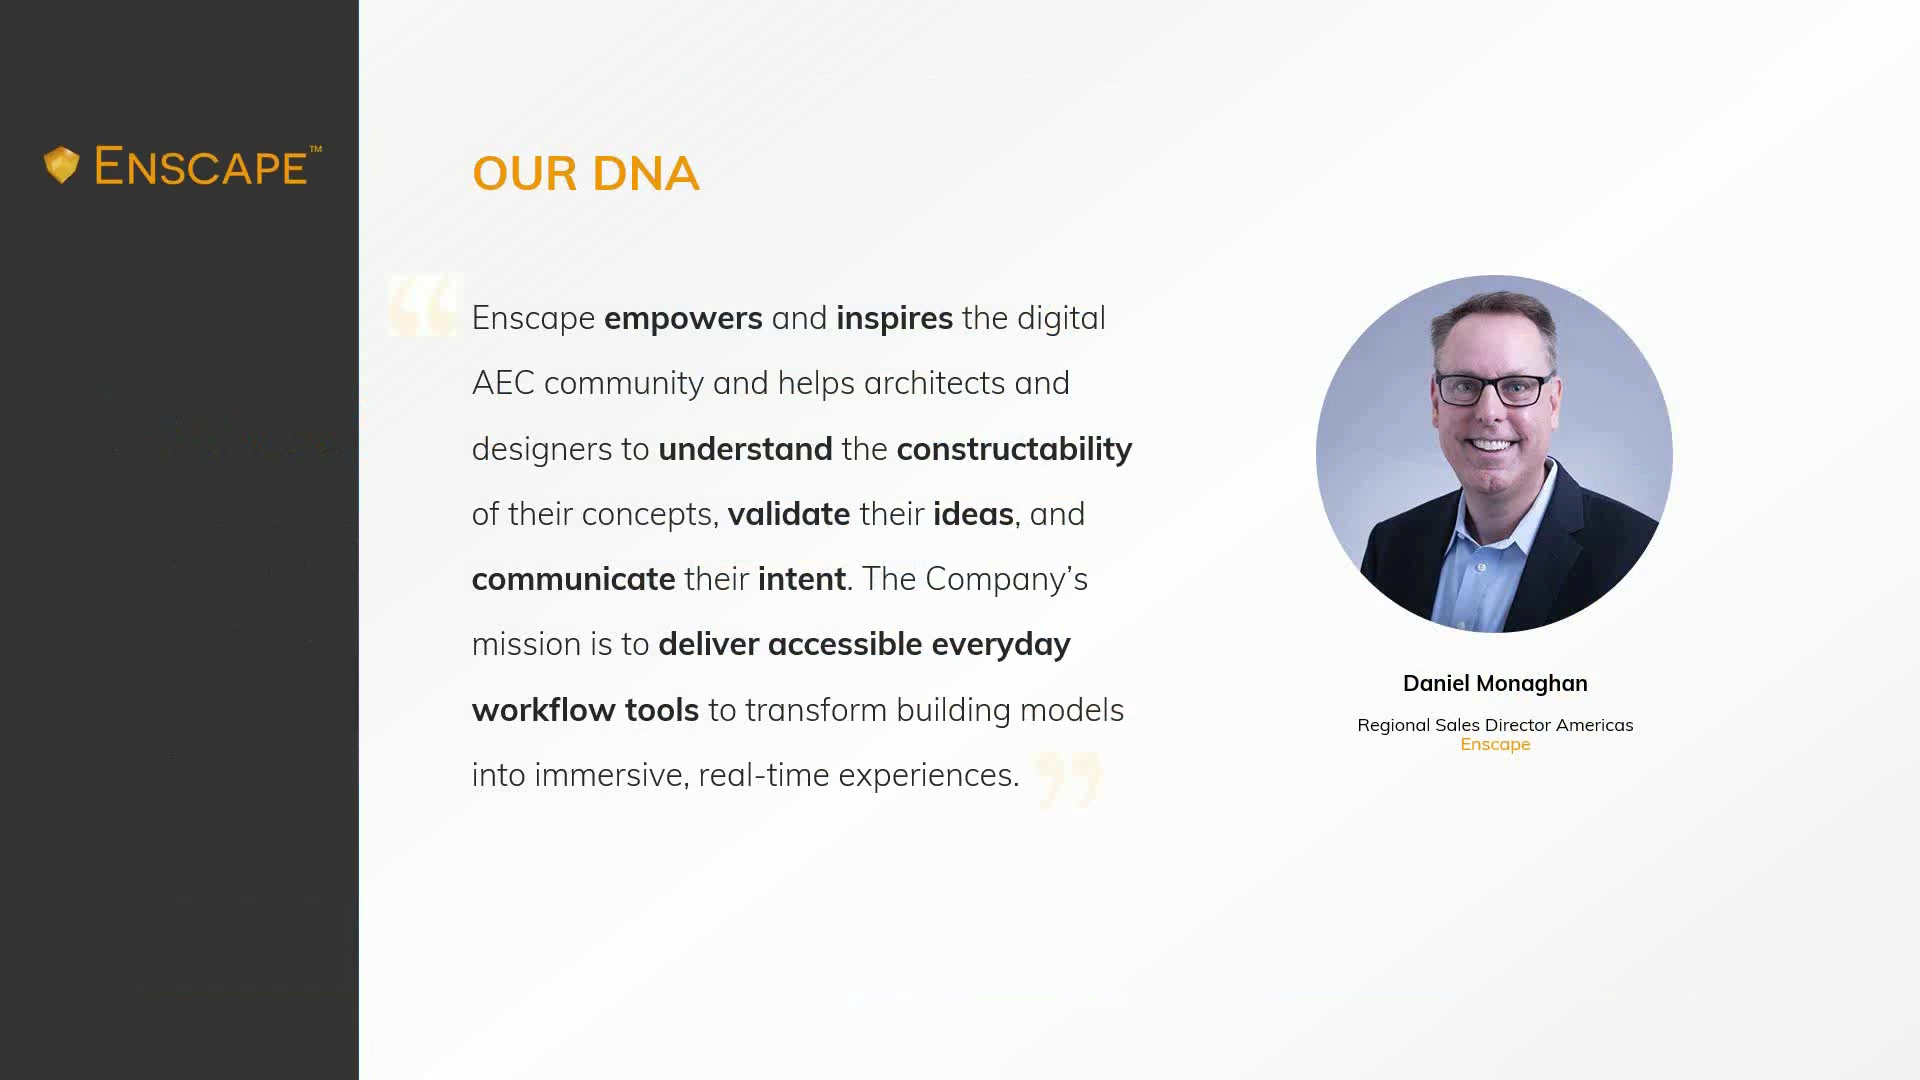 ENSCAPE™
OUR DNA
“
Enscape empowers and inspires the digital
AEC community and helps architects and
designers to understand the constructability
of their concepts, validate their ideas, and
communicate their intent. The Company’s
mission is to deliver accessible everyday
workflow tools to transform building models
into immersive, real-time experiences. ”
Daniel Monaghan
Regional Sales Director Americas
Enscape